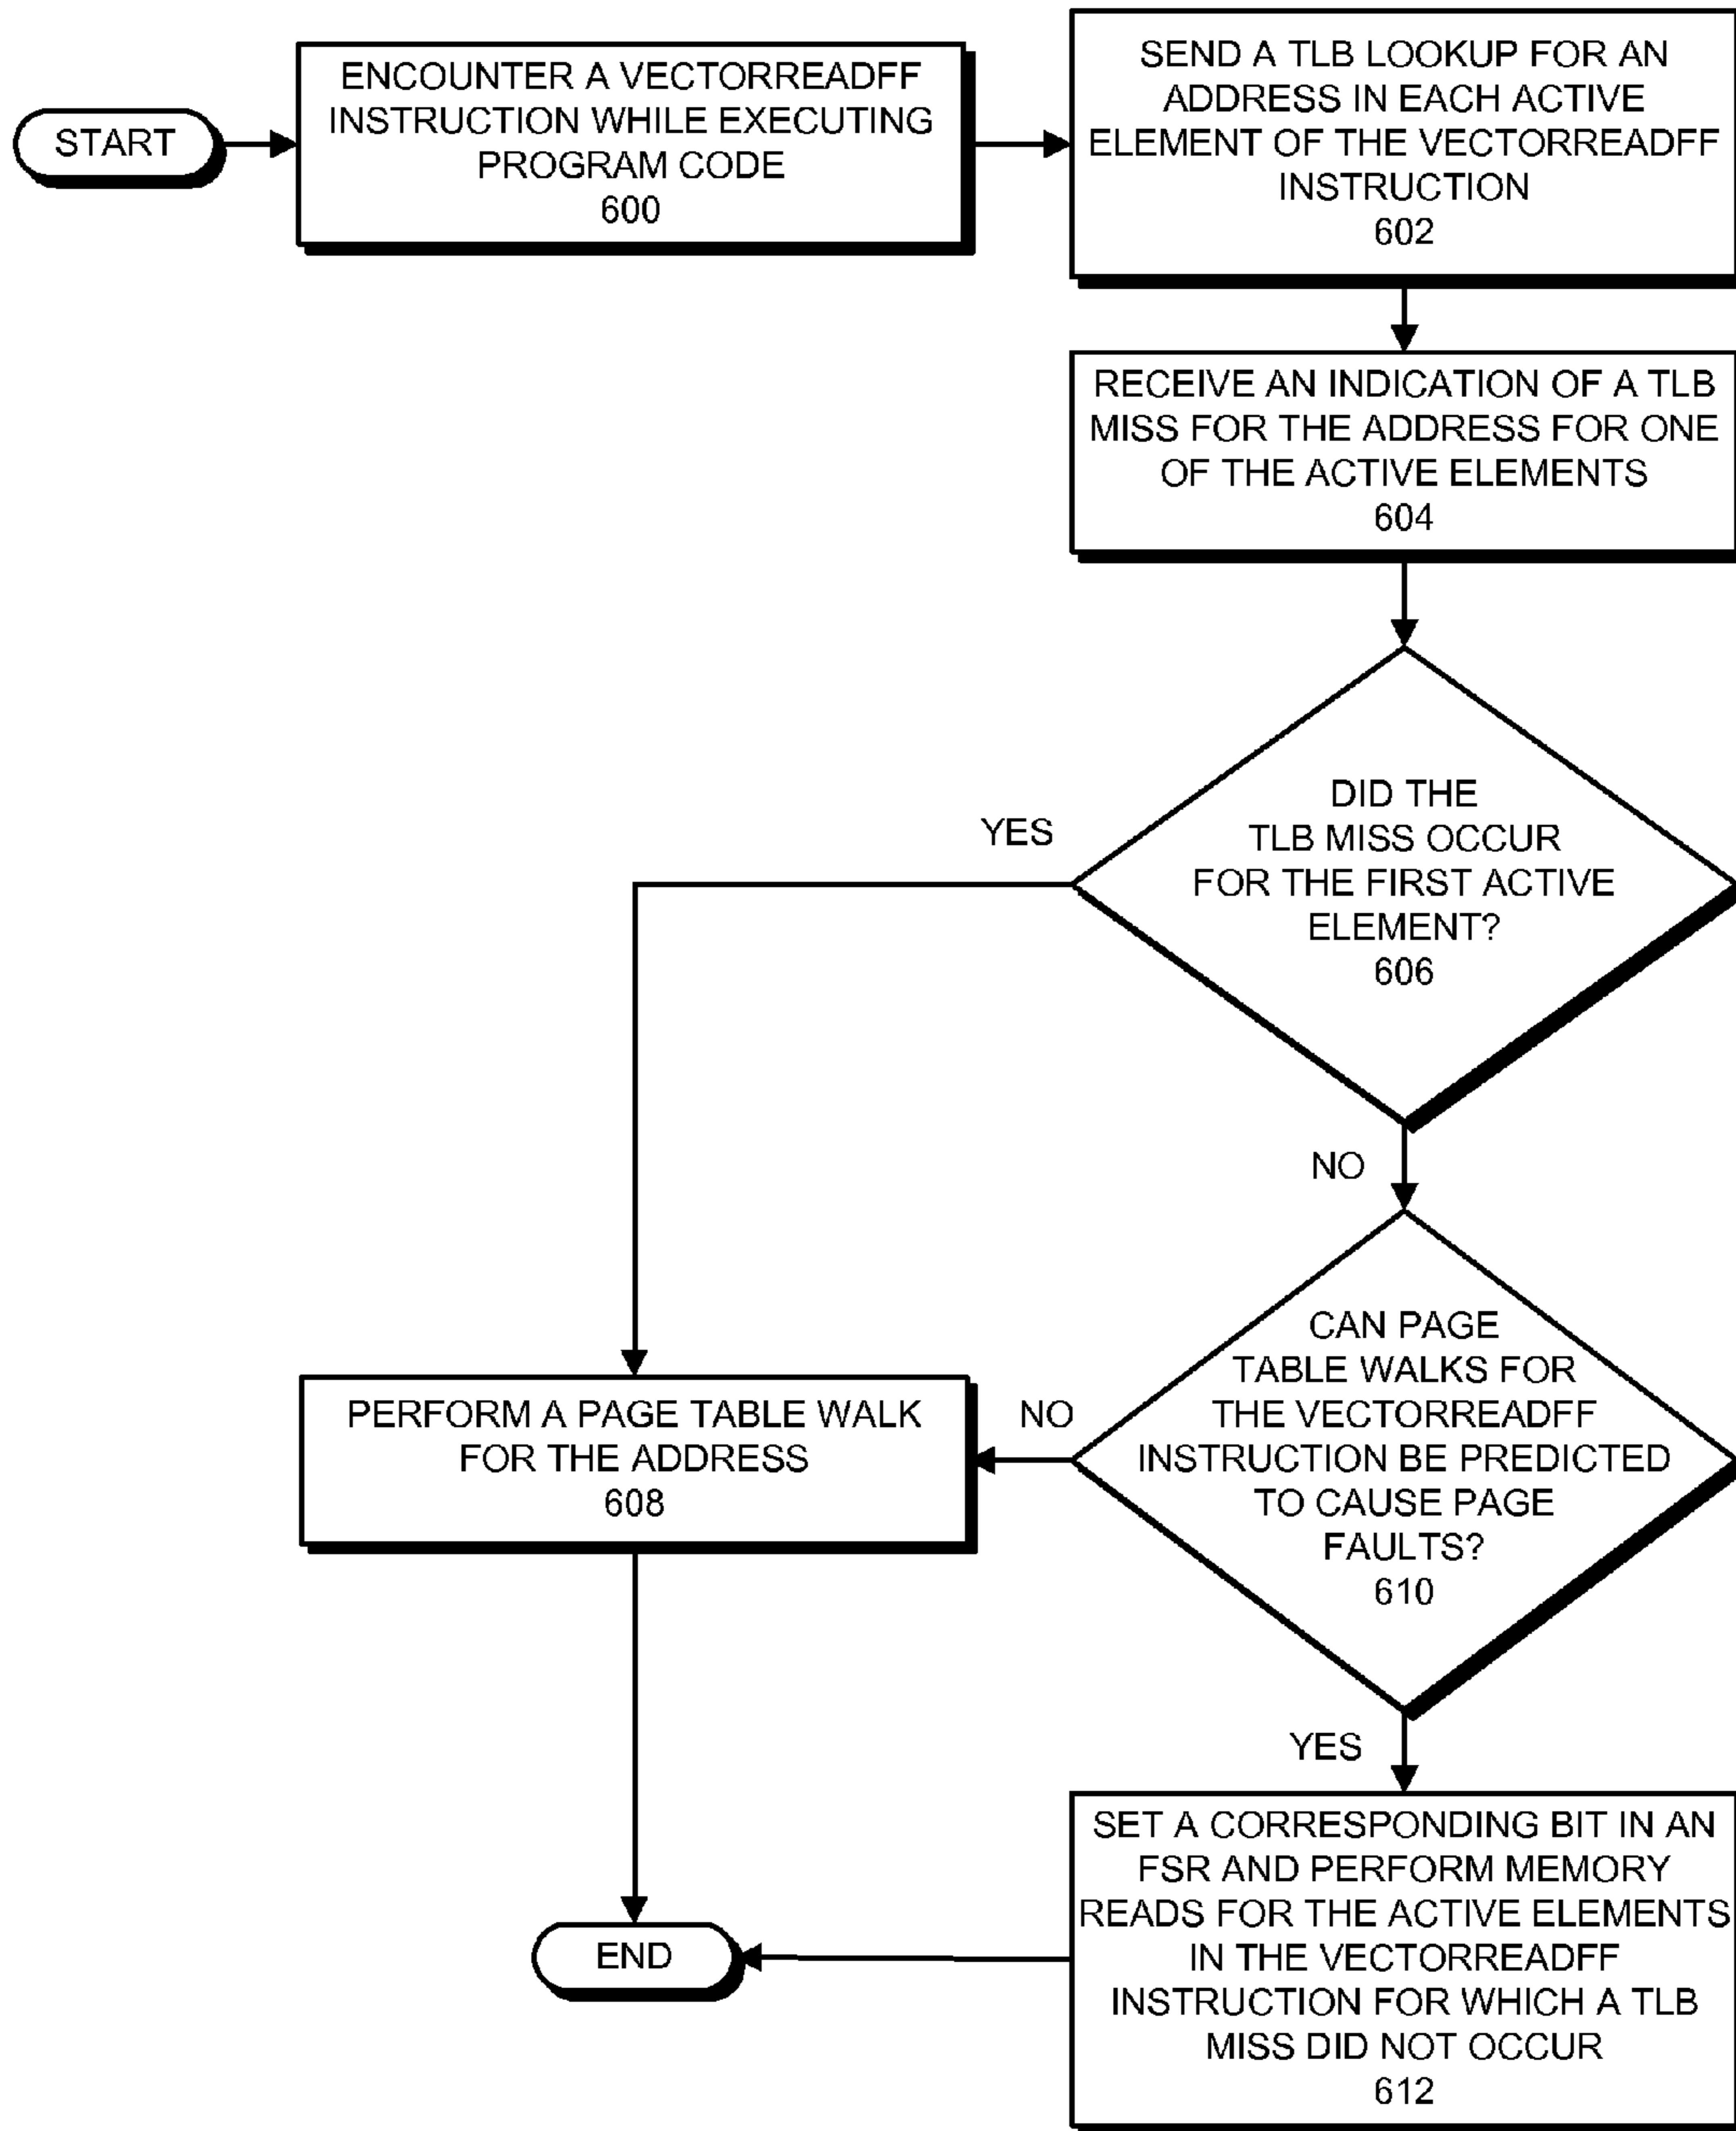 START
ENCOUNTER A VECTORREADFF
INSTRUCTION WHILE EXECUTING
PROGRAM CODE
600
SEND A TLB LOOKUP FOR AN
ADDRESS IN EACH ACTIVE
ELEMENT OF THE VECTORREADFF
INSTRUCTION
602
RECEIVE AN INDICATION OF A TLB
MISS FOR THE ADDRESS FOR ONE
OF THE ACTIVE ELEMENTS
604
DID THE
TLB MISS OCCUR
FOR THE FIRST ACTIVE
ELEMENT?
606
YES
NO
CAN PAGE
TABLE WALKS FOR
THE VECTORREADFF
INSTRUCTION BE PREDICTED
TO CAUSE PAGE
FAULTS?
610
NO
PERFORM A PAGE TABLE WALK
FOR THE ADDRESS
608
YES
SET A CORRESPONDING BIT IN AN
FSR AND PERFORM MEMORY
READS FOR THE ACTIVE ELEMENTS
IN THE VECTORREADFF
INSTRUCTION FOR WHICH A TLB
MISS DID NOT OCCUR
612
END